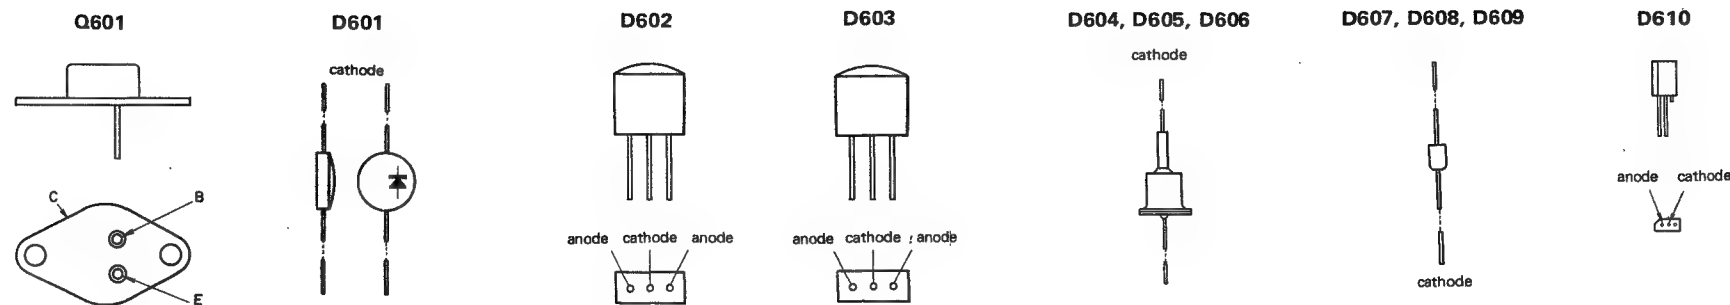 Q601
D601
D602
D603
D604, D605, D606
D607, D608, D609
D610
cathode
cathode
anode cathode
C
B
anode cathode anode
anode cathode anode
E
cathode